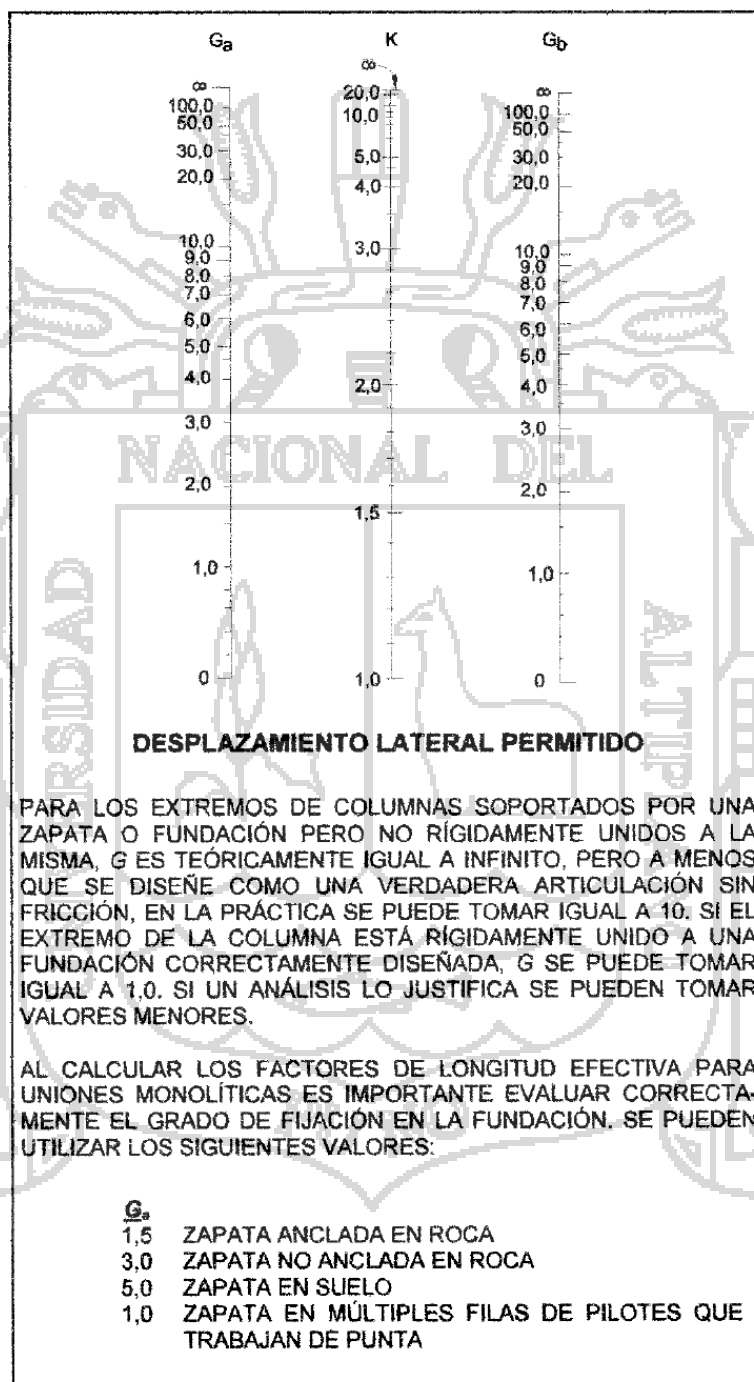 Ga K Gb
∞
∞ 20,0 ∞
100,0 10,0 100,0
50,0 50,0
30,0 5,0 30,0
20,0 4,0 20,0
10,0 3,0 10,0
9,0 9,0
8,0 8,0
7,0 7,0
6,0 6,0
5,0 5,0
4,0 2,0 4,0
3,0 3,0
NACIONAL DEL
2,0 2,0
1,5
1,0 1,0
0 1,0 0
UNIVERSIDAD
ALTIPLANO
DESPLAZAMIENTO LATERAL PERMITIDO
PARA LOS EXTREMOS DE COLUMNAS SOPORTADOS POR UNA
ZAPATA O FUNDACIÓN PERO NO RÍGIDAMENTE UNIDOS A LA
MISMA, G ES TEÓRICAMENTE IGUAL A INFINITO, PERO A MENOS
QUE SE DISEÑE COMO UNA VERDADERA ARTICULACIÓN SIN
FRICCIÓN, EN LA PRÁCTICA SE PUEDE TOMAR IGUAL A 10. SI EL
EXTREMO DE LA COLUMNA ESTÁ RÍGIDAMENTE UNIDO A UNA
FUNDACIÓN CORRECTAMENTE DISEÑADA, G SE PUEDE TOMAR
IGUAL A 1,0. SI UN ANÁLISIS LO JUSTIFICA SE PUEDEN TOMAR
VALORES MENORES.
AL CALCULAR LOS FACTORES DE LONGITUD EFECTIVA PARA
UNIONES MONOLÍTICAS ES IMPORTANTE EVALUAR CORRECTA-
MENTE EL GRADO DE FIJACIÓN EN LA FUNDACIÓN. SE PUEDEN
UTILIZAR LOS SIGUIENTES VALORES:
Ga
1,5 ZAPATA ANCLADA EN ROCA
3,0 ZAPATA NO ANCLADA EN ROCA
5,0 ZAPATA EN SUELO
1,0 ZAPATA EN MÚLTIPLES FILAS DE PILOTES QUE
TRABAJAN DE PUNTA